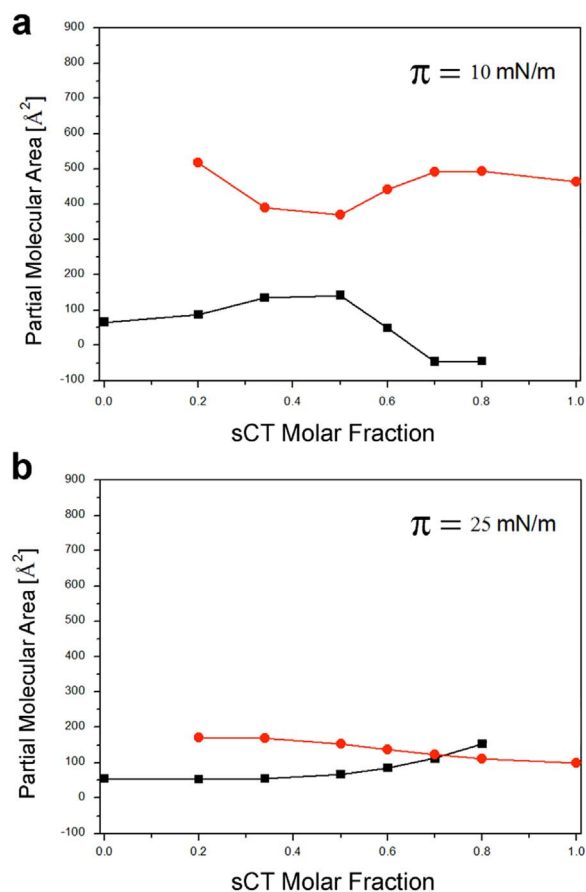 a
π = 10 mN/m
Partial Molecular Area [Å²]
900
800
700
600
500
400
300
200
100
0
-100
0.0 0.2 0.4 0.6 0.8 1.0
sCT Molar Fraction
b
π = 25 mN/m
Partial Molecular Area [Å²]
900
800
700
600
500
400
300
200
100
0
-100
0.0 0.2 0.4 0.6 0.8 1.0
sCT Molar Fraction